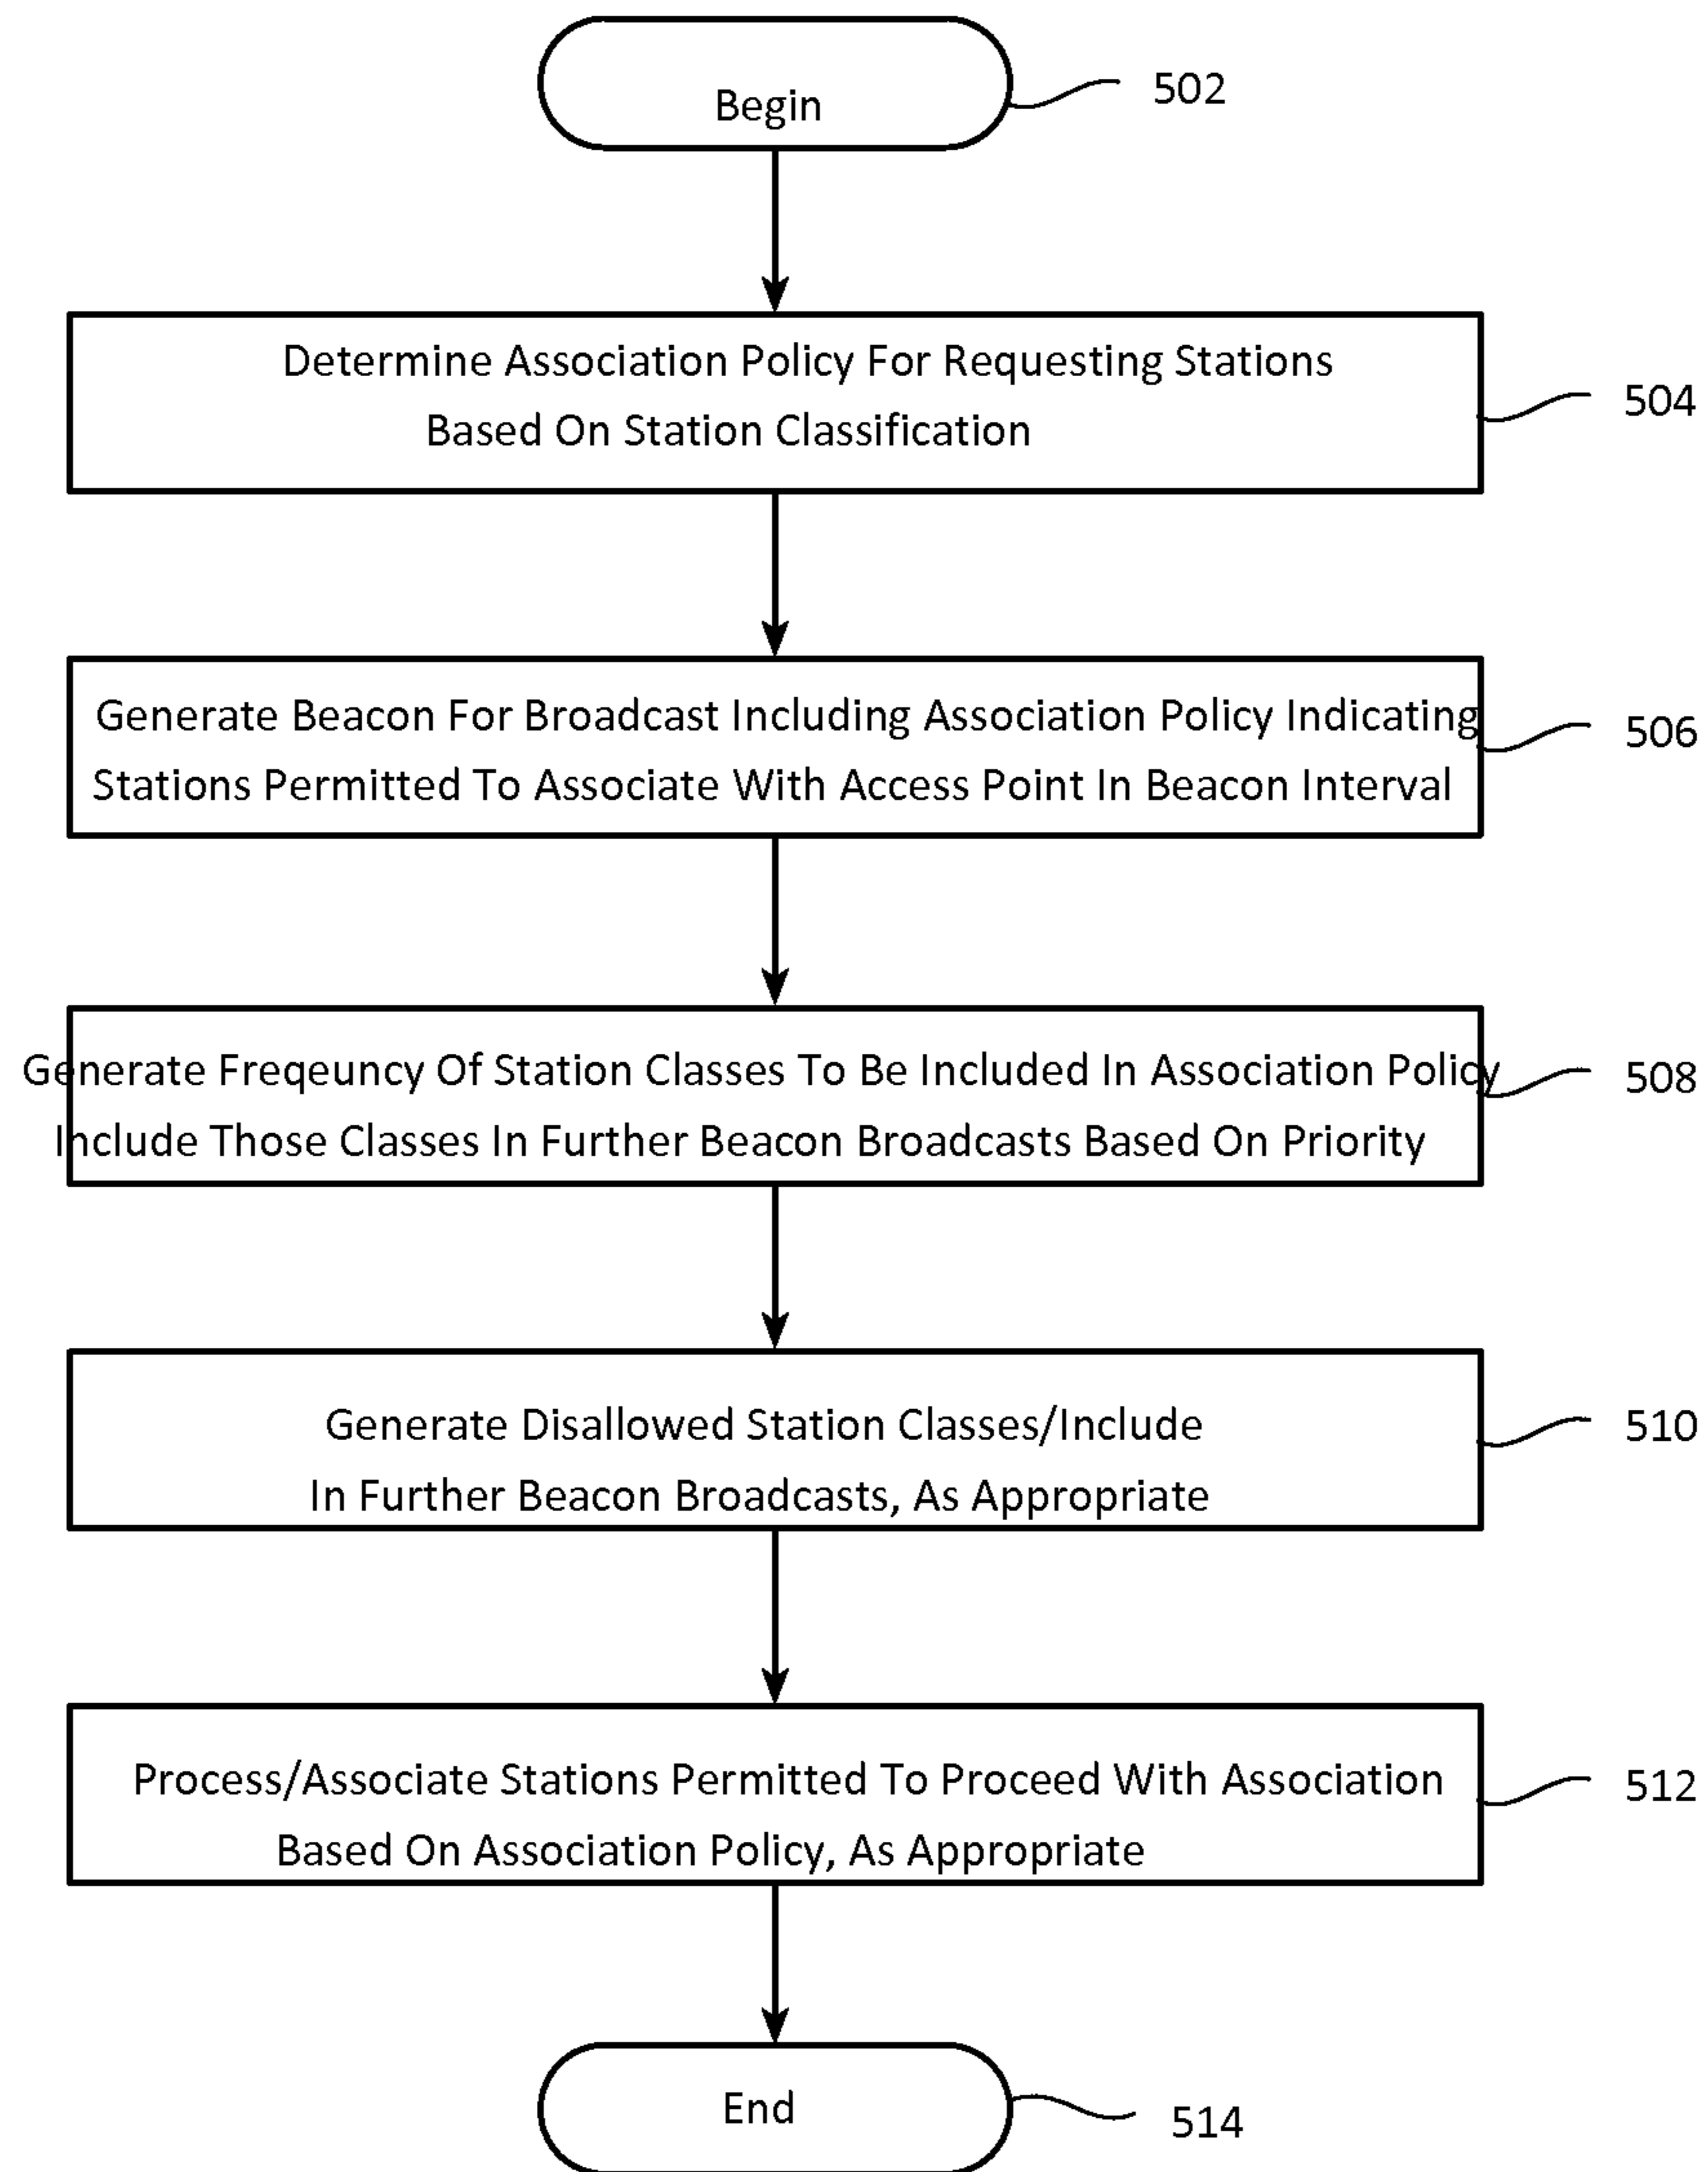 Begin
502
Determine Association Policy For Requesting Stations
Based On Station Classification
504
Generate Beacon For Broadcast Including Association Policy Indicating
Stations Permitted To Associate With Access Point In Beacon Interval
506
Generate Freqeuncy Of Station Classes To Be Included In Association Policy
Include Those Classes In Further Beacon Broadcasts Based On Priority
508
Generate Disallowed Station Classes/Include
In Further Beacon Broadcasts, As Appropriate
510
Process/Associate Stations Permitted To Proceed With Association
Based On Association Policy, As Appropriate
512
End
514